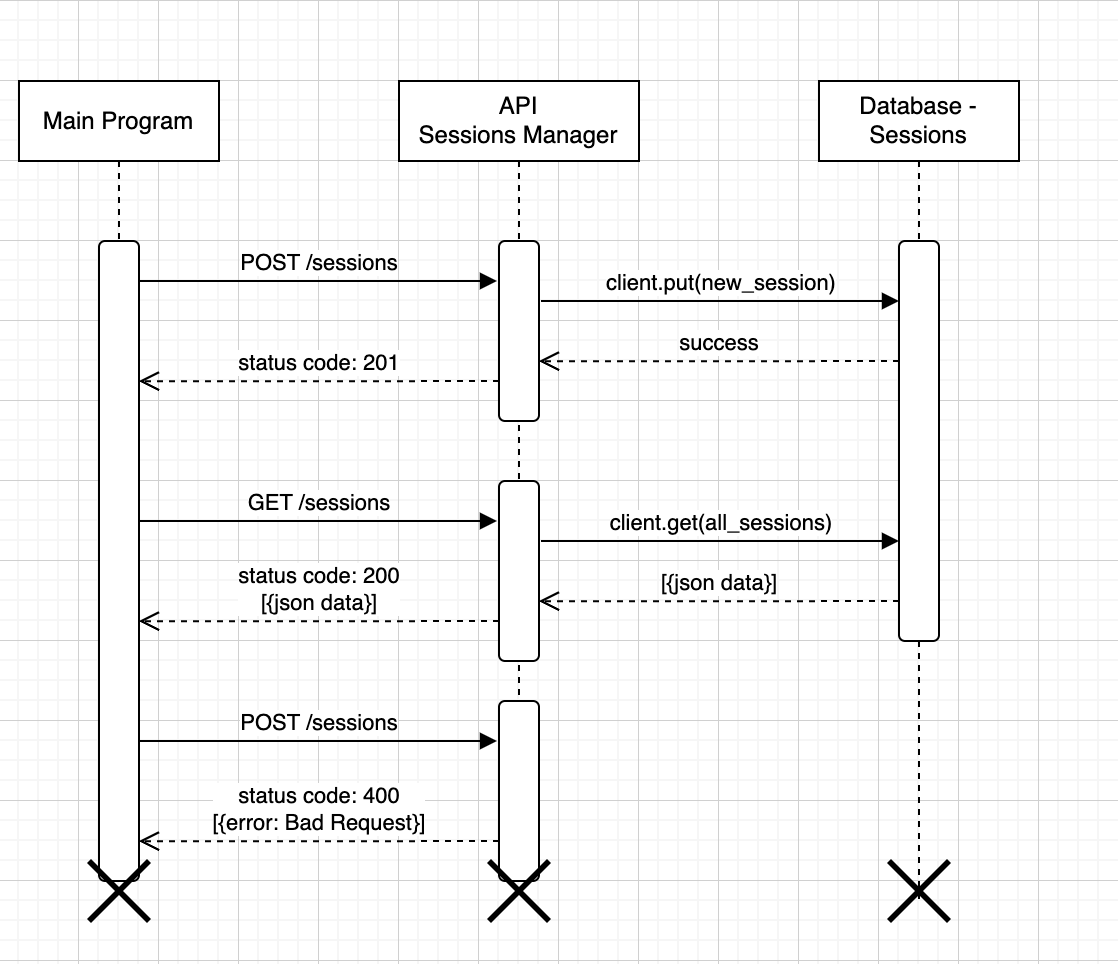 Main Program
API
Sessions Manager
Database -
Sessions
POST /sessions
client.put(new_session)
success
status code: 201
GET /sessions
client.get(all_sessions)
status code: 200
[{json data}]
[{json data}]
POST /sessions
status code: 400
[{error: Bad Request}]